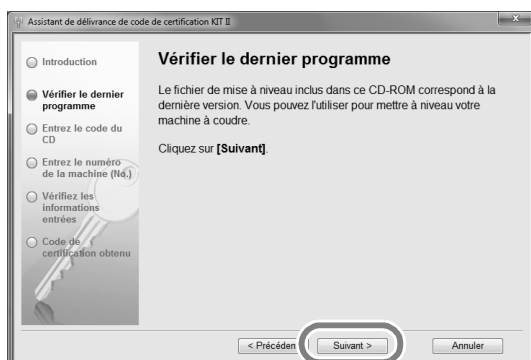 Assistant de délivrance de code de certification KIT II
Introduction
Vérifier le dernier
programme
Entrez le code du
CD
Entrez le numéro
de la machine (No.)
Vérifiez les
informations
entrées
Code de
certification obtenu
Vérifier le dernier programme
Le fichier de mise à niveau inclus dans ce CD-ROM correspond à la
dernière version. Vous pouvez l'utiliser pour mettre à niveau votre
machine à coudre.
Cliquez sur [Suivant].
< Précéden
Suivant >
Annuler